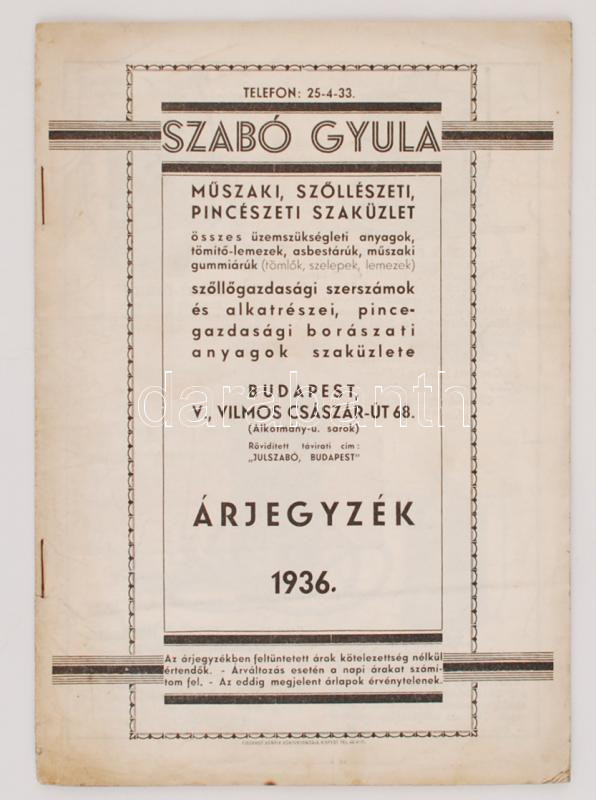 TELEFON: 25-4-33.
SZABÓ GYULA
MŰSZAKI, SZŐLLÉSZETI,
PINCÉSZETI SZAKÜZLET
összes üzemszükségleti anyagok,
tömitő-lemezek, asbestárúk, műszaki
gummiárúk (tömlők, szelepek, lemezek)
szőllőgazdasági szerszámok
és alkatrészei, pince-
gazdasági borászati
anyagok szaküzlete
darabanth
BUDAPEST,
V., VILMOS CSÁSZÁR-ÚT 68.
(Alkotmány-u. sarok)
Rövidített távirati cím:
„JULSZABÓ, BUDAPEST"
ÁRJEGYZÉK
1936.
Az árjegyzékben feltüntetett árak kötelezettség nélkül
értendők. - Árváltozás esetén a napi árakat számí-
tom fel. - Az eddig megjelent árlapok érvénytelenek.